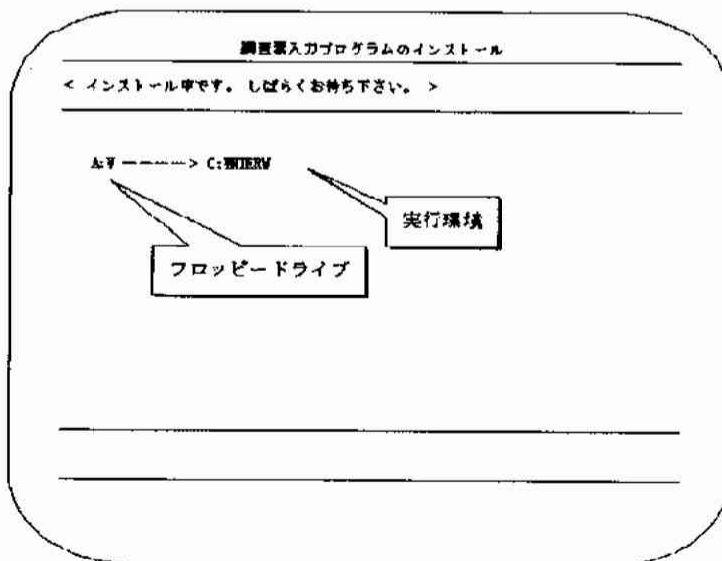 調査票入力プログラムのインストール
< インストール中です。 しばらくお待ち下さい。 >
A:¥ -----> C:¥NIER¥
実行環境
フロッピードライブ